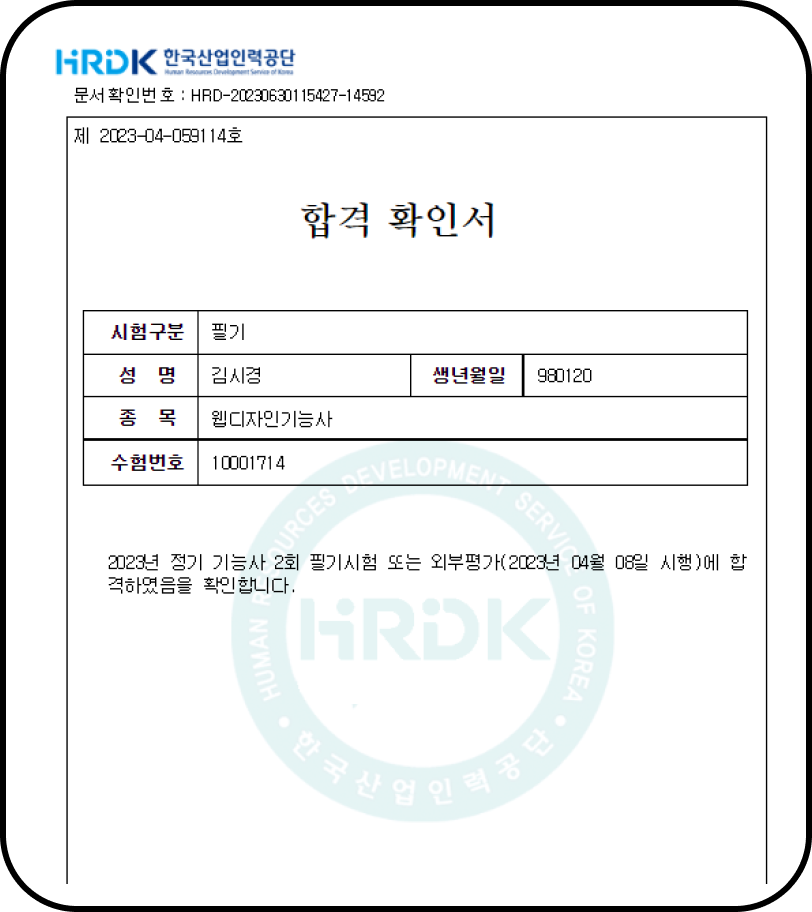 HRDK 한국산업인력공단
Human Resources Development Service of Korea
문서확인번호 : HRD-20230630115427-14592
제 2023-04-059114호
합격 확인서
시험구분 필기
성 명 김시경 생년월일 980120
종 목 웹디자인기능사
수험번호 10001714
2023년 정기 기능사 2회 필기시험 또는 외부평가(2023년 04월 08일 시행)에 합
격하였음을 확인합니다.
HUMAN RESOURCES DEVELOPMENT SERVICE OF KOREA
HRDK
한국산업인력공단